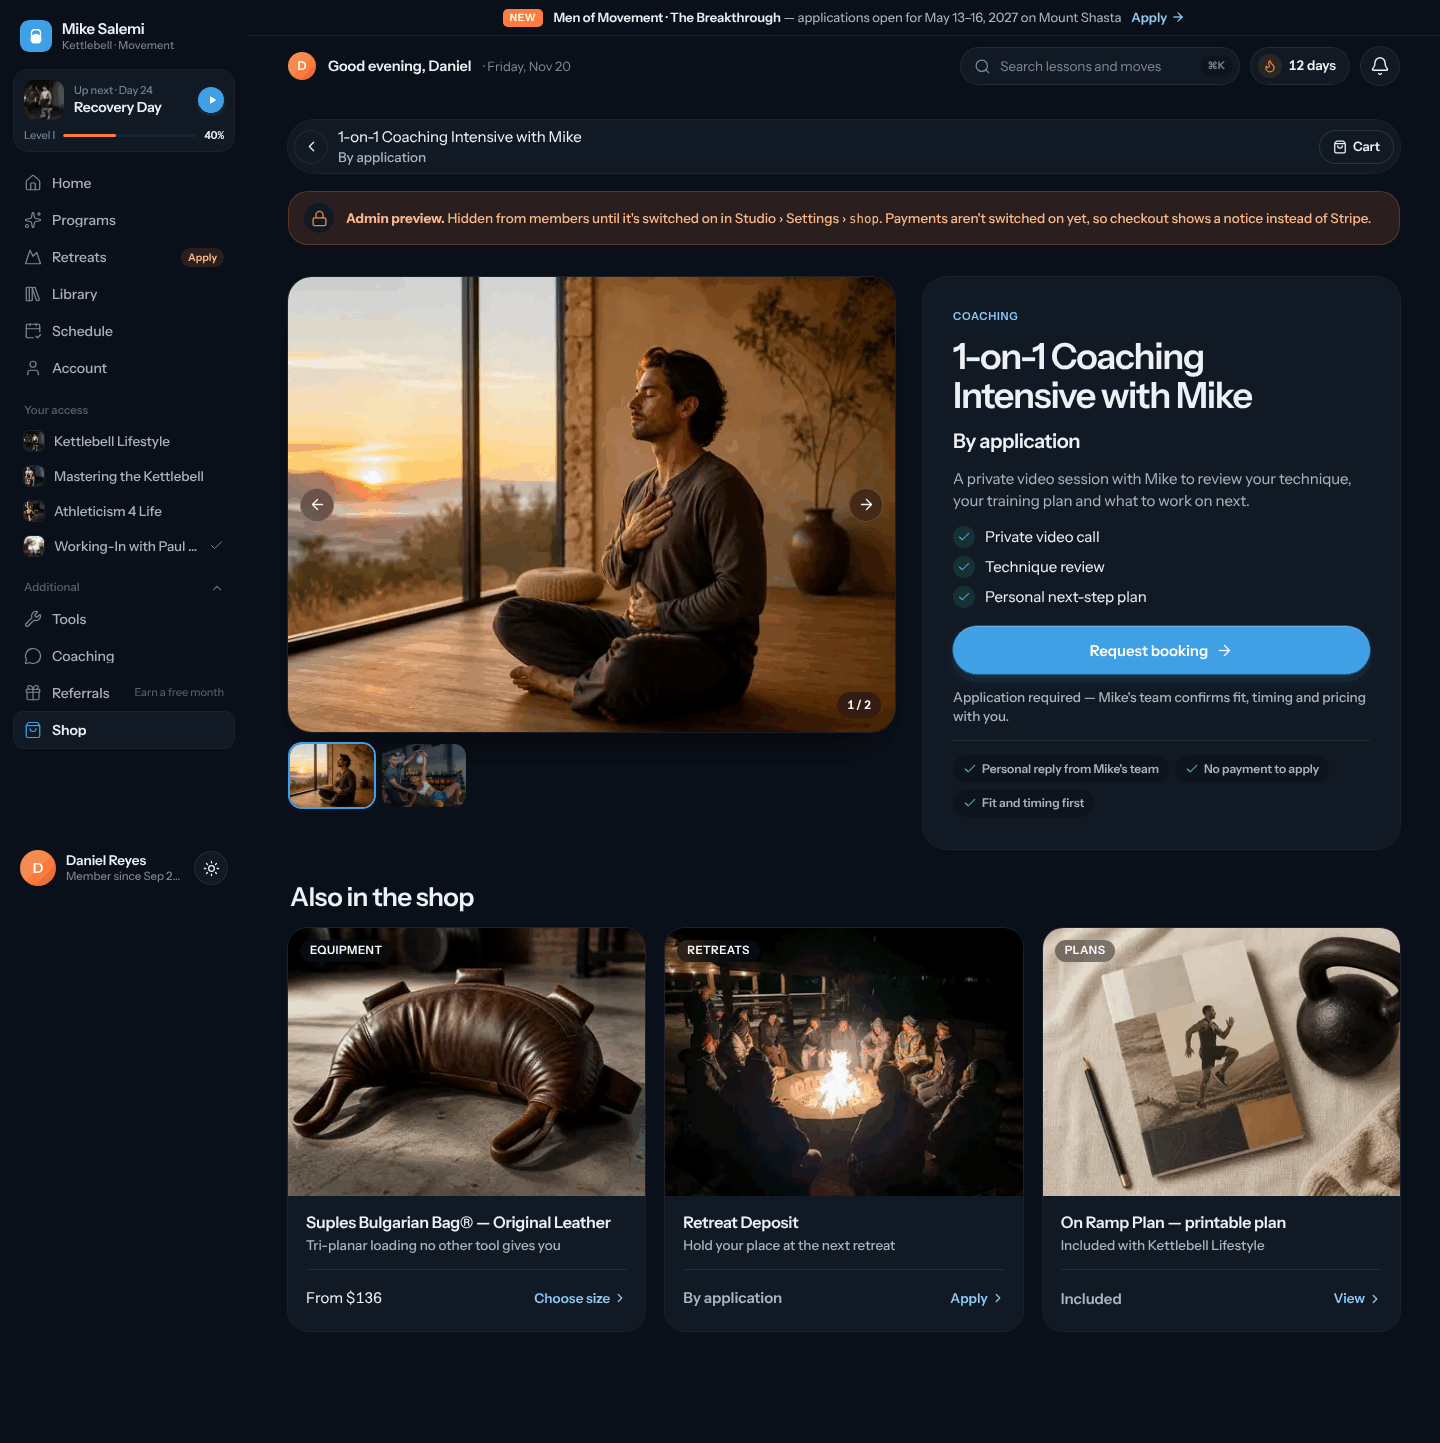 NEW Men of Movement · The Breakthrough — applications open for May 13–16, 2027 on Mount Shasta Apply →
Mike Salemi
Kettlebell · Movement
Up next · Day 24
Recovery Day
Level I 40%
Home
Programs
Retreats Apply
Library
Schedule
Account
Your access
Kettlebell Lifestyle
Mastering the Kettlebell
Athleticism 4 Life
Working-In with Paul ...
Additional
Tools
Coaching
Referrals Earn a free month
Shop
D
Daniel Reyes
Member since Sep 2...
D Good evening, Daniel · Friday, Nov 20
Search lessons and moves ⌘K
12 days
1-on-1 Coaching Intensive with Mike
By application
Cart
Admin preview. Hidden from members until it's switched on in Studio › Settings › shop. Payments aren't switched on yet, so checkout shows a notice instead of Stripe.
1 / 2
COACHING
1-on-1 Coaching
Intensive with Mike
By application
A private video session with Mike to review your technique,
your training plan and what to work on next.
Private video call
Technique review
Personal next-step plan
Request booking →
Application required — Mike's team confirms fit, timing and pricing
with you.
Personal reply from Mike's team
No payment to apply
Fit and timing first
Also in the shop
EQUIPMENT
Suples Bulgarian Bag® — Original Leather
Tri-planar loading no other tool gives you
From $136 Choose size ›
RETREATS
Retreat Deposit
Hold your place at the next retreat
By application Apply ›
PLANS
On Ramp Plan — printable plan
Included with Kettlebell Lifestyle
Included View ›